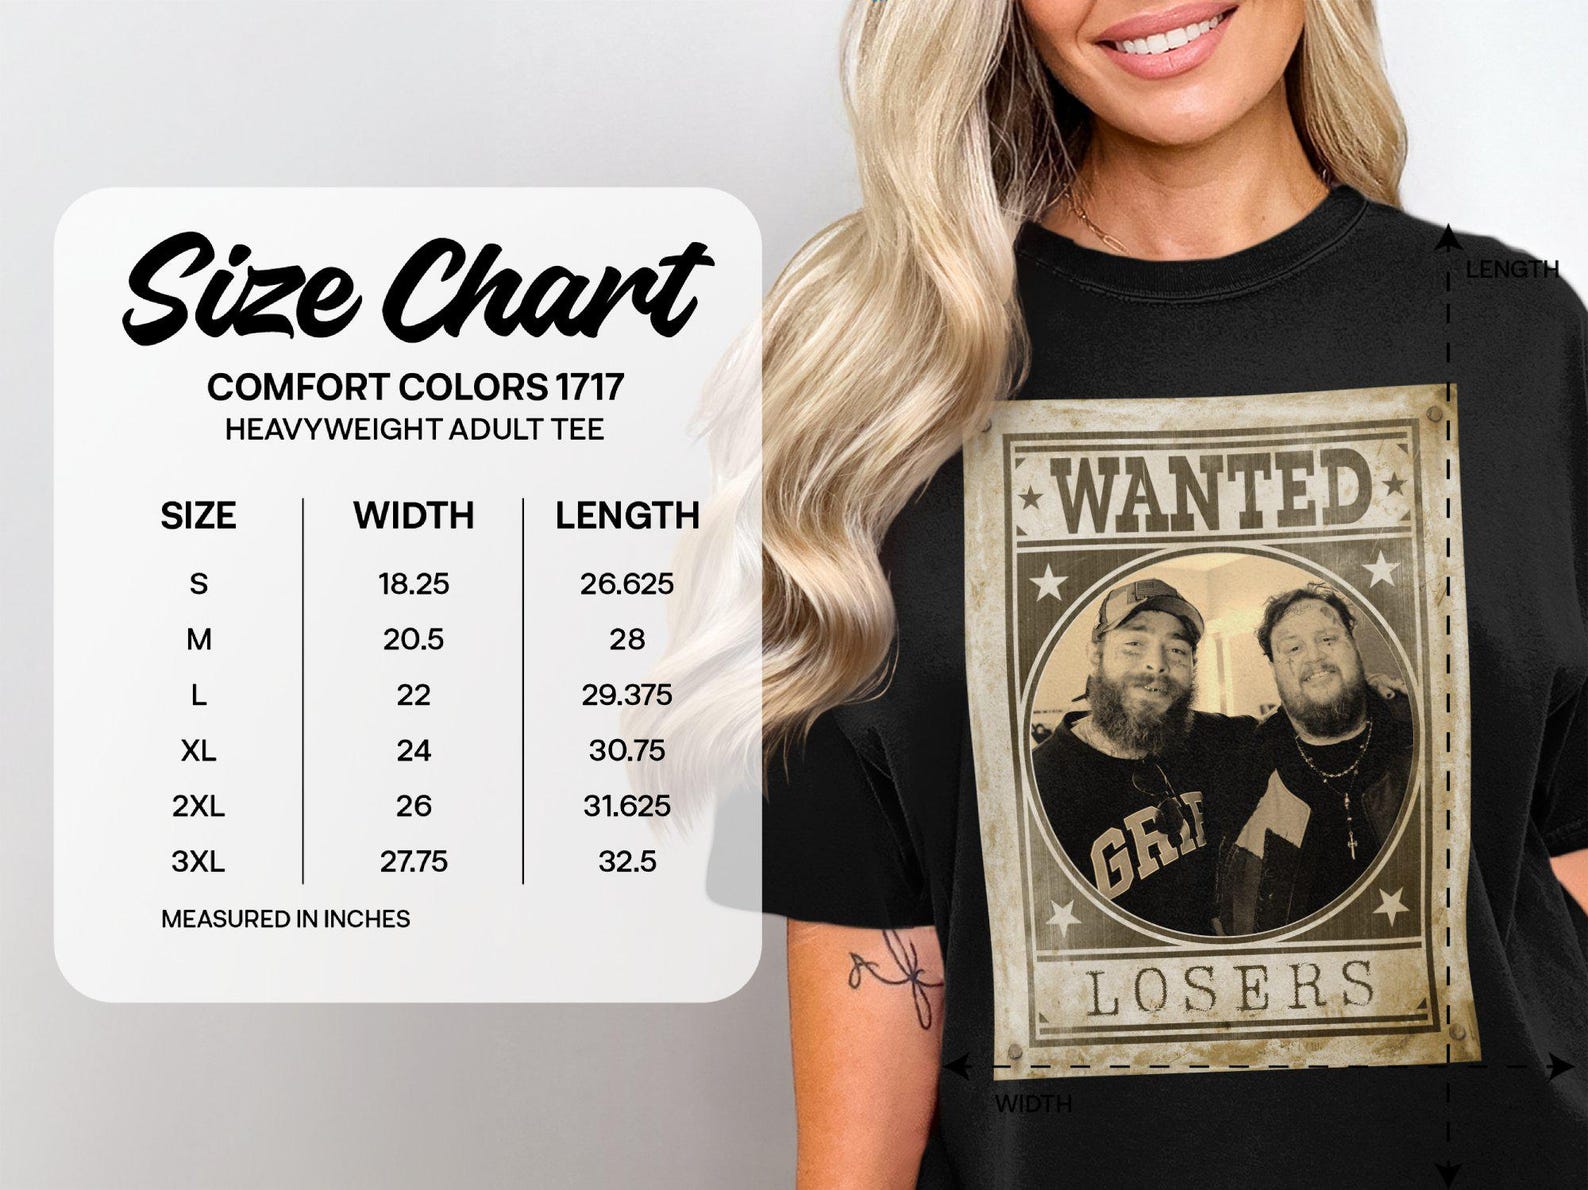 Size Chart
COMFORT COLORS 1717
HEAVYWEIGHT ADULT TEE
SIZE WIDTH LENGTH
S 18.25 26.625
M 20.5 28
L 22 29.375
XL 24 30.75
2XL 26 31.625
3XL 27.75 32.5
MEASURED IN INCHES
LENGTH
WANTED
LOSERS
WIDTH